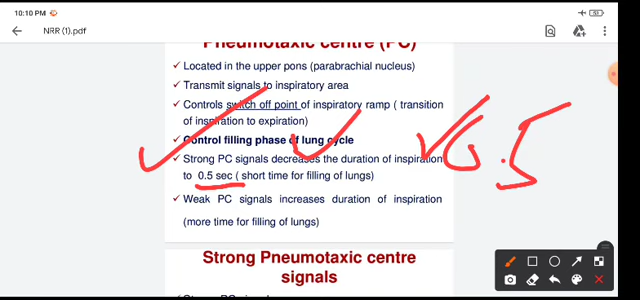 10:10 PM
NRR (1).pdf
Pneumotaxic centre (PC)
✓ Located in the upper pons (parabrachial nucleus)
✓ Transmit signals to inspiratory area
✓ Controls switch off point of inspiratory ramp ( transition
of inspiration to expiration)
✓ Control filling phase of lung cycle
✓ Strong PC signals decreases the duration of inspiration
to 0.5 sec ( short time for filling of lungs)
✓ Weak PC signals increases duration of inspiration
(more time for filling of lungs)
0.5
Strong Pneumotaxic centre
signals